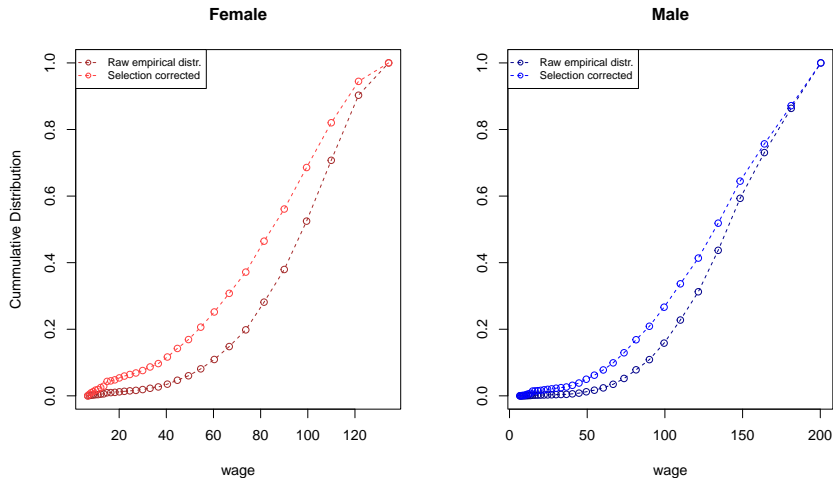 Female
Raw empirical distr.
Selection corrected
Cummulative Distribution
0.0 0.2 0.4 0.6 0.8 1.0
20 40 60 80 100 120
wage
Male
Raw empirical distr.
Selection corrected
0.0 0.2 0.4 0.6 0.8 1.0
0 50 100 150 200
wage